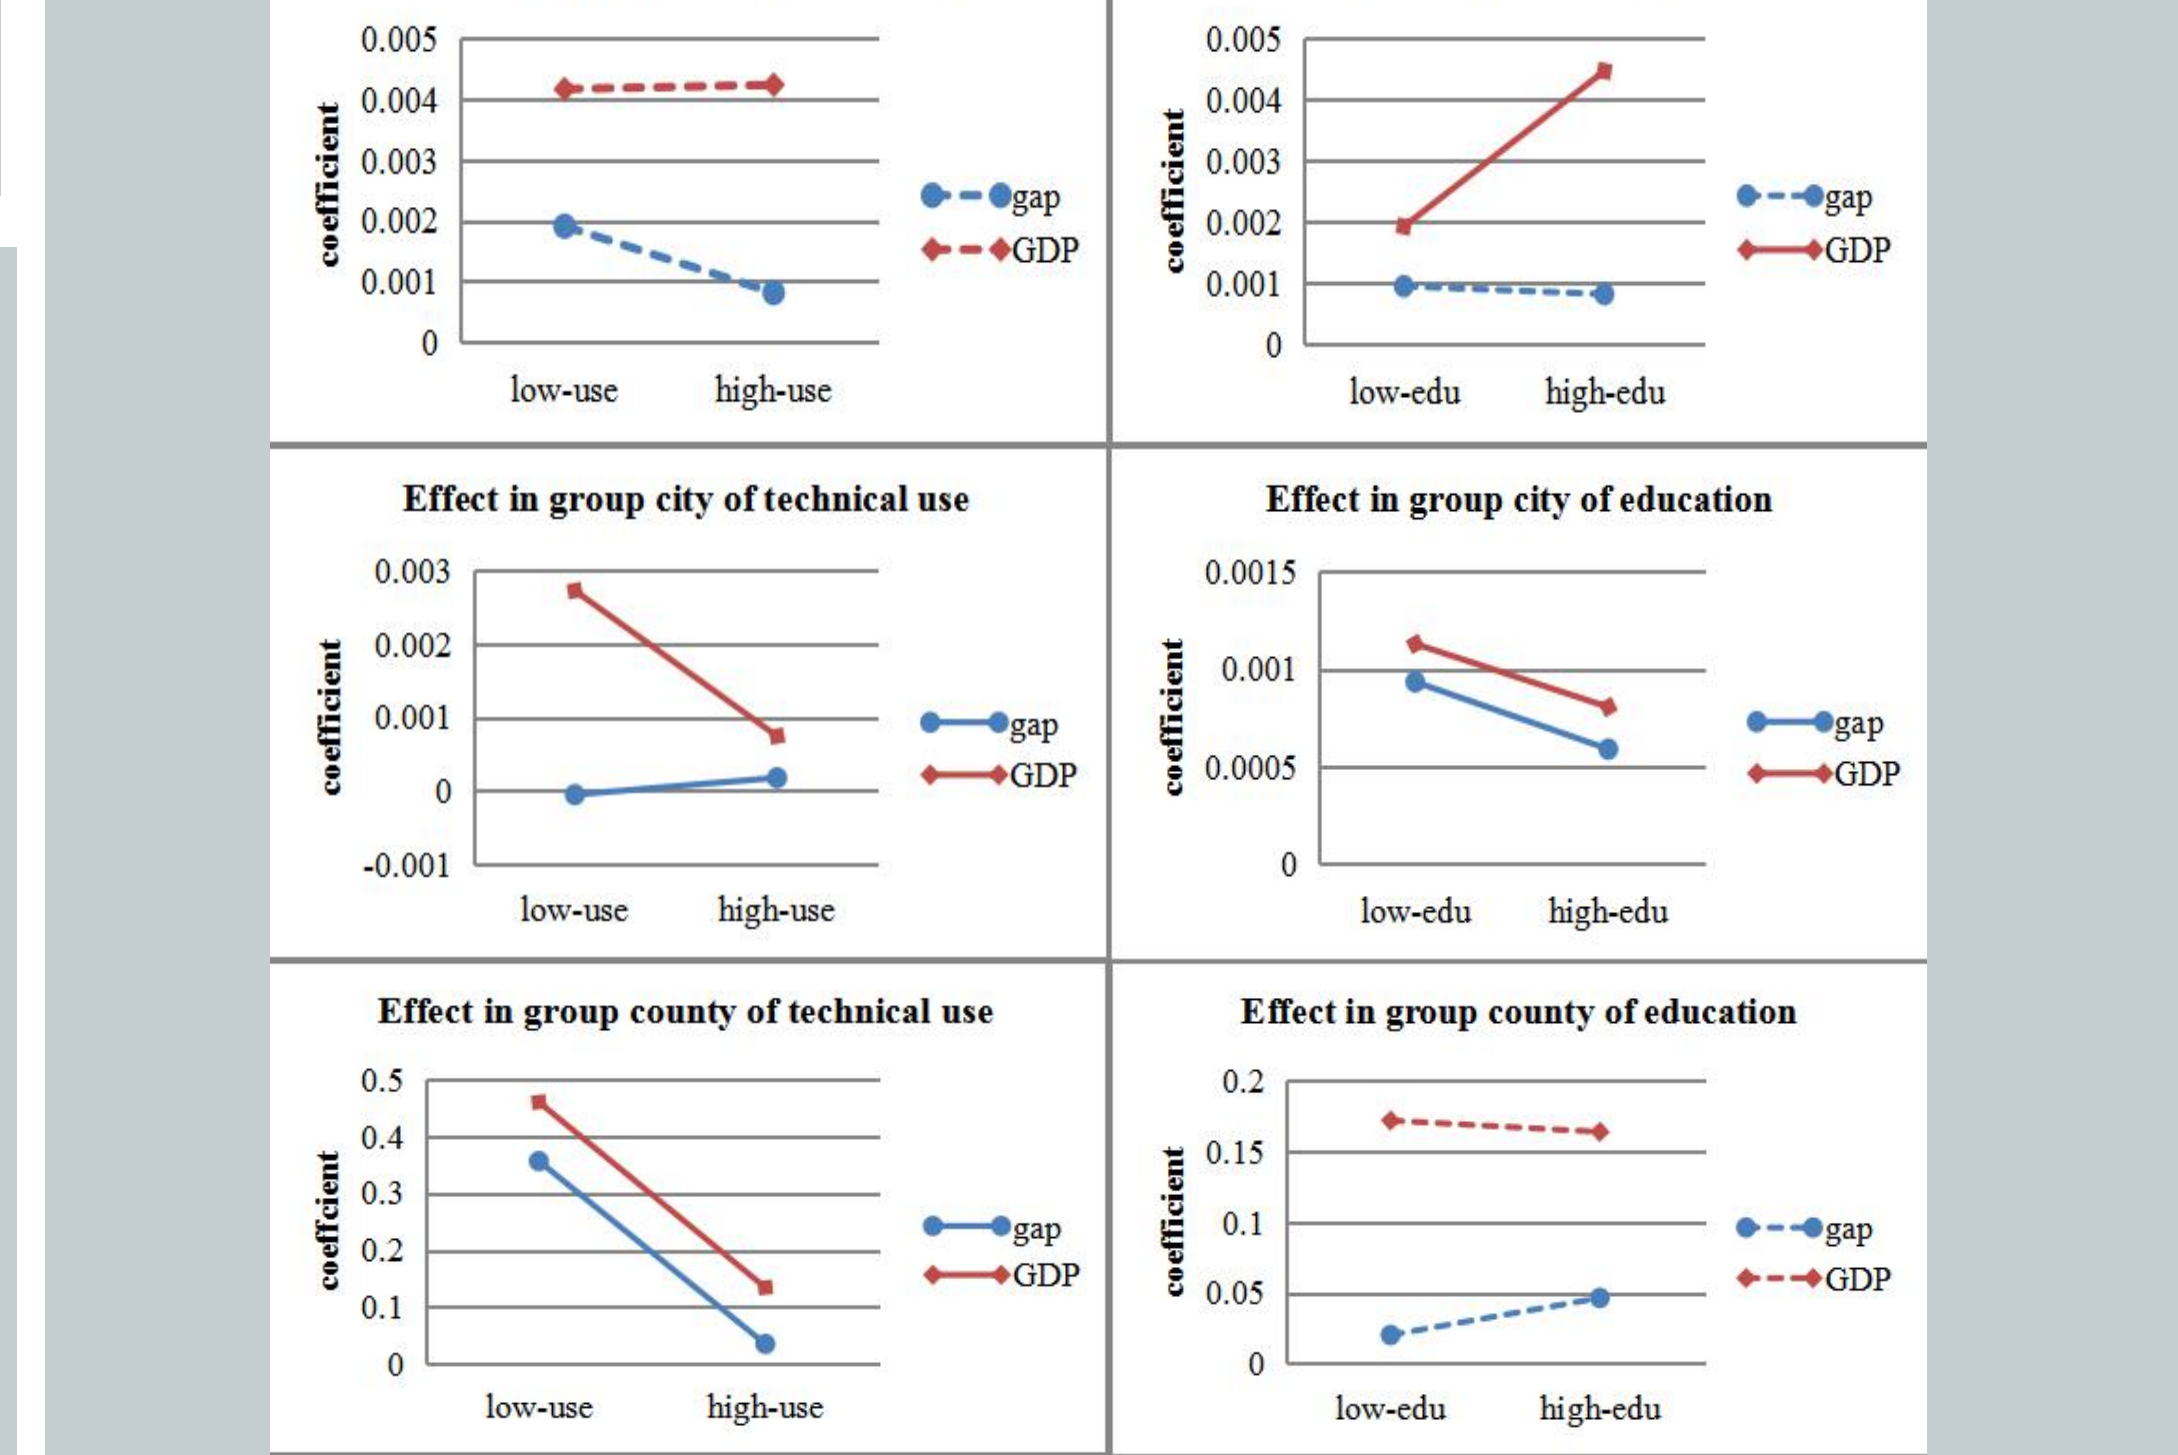 0.005
0.004
0.003
0.002
0.001
0
coefficient
low-use high-use
gap
GDP
0.005
0.004
0.003
0.002
0.001
0
coefficient
low-edu high-edu
gap
GDP
Effect in group city of technical use
0.003
0.002
0.001
0
-0.001
coefficient
low-use high-use
gap
GDP
Effect in group city of education
0.0015
0.001
0.0005
0
coefficient
low-edu high-edu
gap
GDP
Effect in group county of technical use
0.5
0.4
0.3
0.2
0.1
0
coeffcient
low-use high-use
gap
GDP
Effect in group county of education
0.2
0.15
0.1
0.05
0
coefficient
low-edu high-edu
gap
GDP